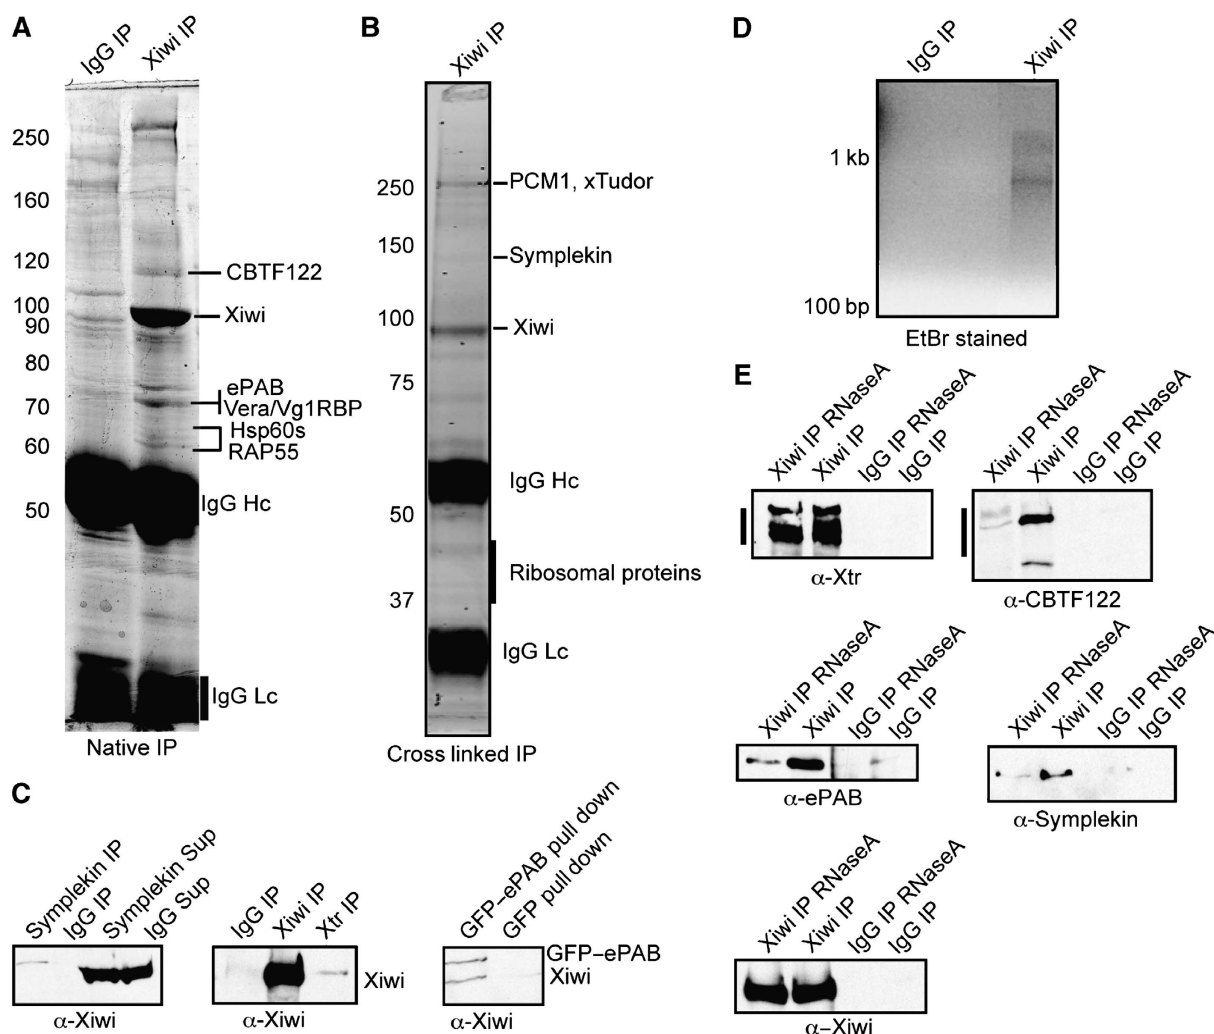 A
IgG IP
Xiwi IP
250
160
120
100
90
80
70
60
50
CBTF122
Xiwi
ePAB
Vera/Vg1RBP
Hsp60s
RAP55
IgG Hc
IgG Lc
Native IP
B
Xiwi IP
250
150
100
75
50
37
PCM1, xTudor
Symplekin
Xiwi
IgG Hc
Ribosomal proteins
IgG Lc
Cross linked IP
C
Symplekin IP
IgG IP
Symplekin Sup
IgG Sup
α-Xiwi
IgG IP
Xiwi IP
Xtr IP
Xiwi
α-Xiwi
GFP–ePAB pull down
GFP pull down
GFP–ePAB
Xiwi
α-Xiwi
D
IgG IP
Xiwi IP
1 kb
100 bp
EtBr stained
E
Xiwi IP RNaseA
Xiwi IP
IgG IP RNaseA
IgG IP
α-Xtr
Xiwi IP RNaseA
Xiwi IP
IgG IP RNaseA
IgG IP
α-CBTF122
Xiwi IP RNaseA
Xiwi IP
IgG IP RNaseA
IgG IP
α-ePAB
Xiwi IP RNaseA
Xiwi IP
IgG IP RNaseA
IgG IP
α-Symplekin
Xiwi IP RNaseA
Xiwi IP
IgG IP RNaseA
IgG IP
α–Xiwi